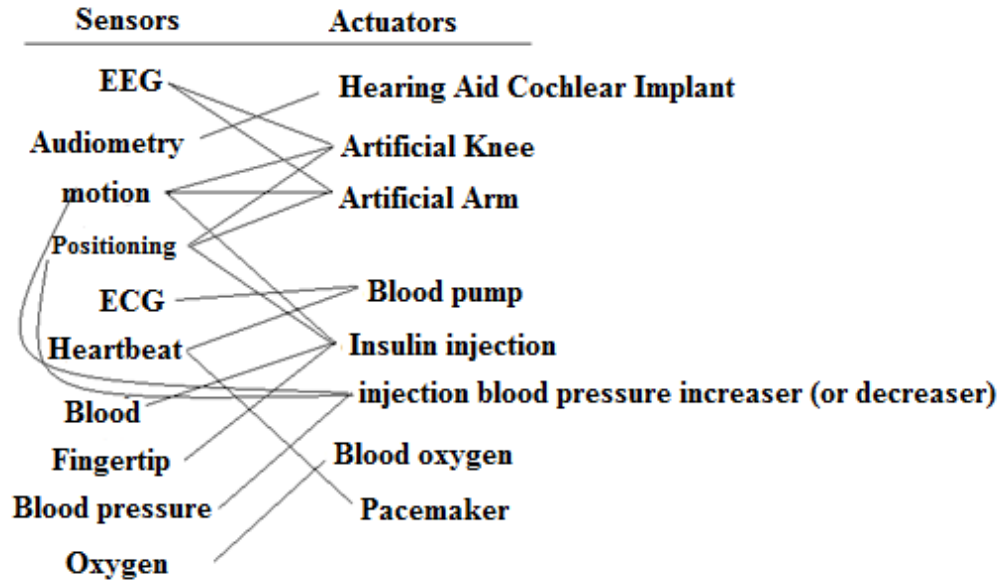 Sensors Actuators
EEG
Hearing Aid Cochlear Implant
Audiometry
Artificial Knee
motion
Artificial Arm
Positioning
ECG
Blood pump
Heartbeat
Insulin injection
injection blood pressure increaser (or decreaser)
Blood
Fingertip
Blood oxygen
Blood pressure
Pacemaker
Oxygen